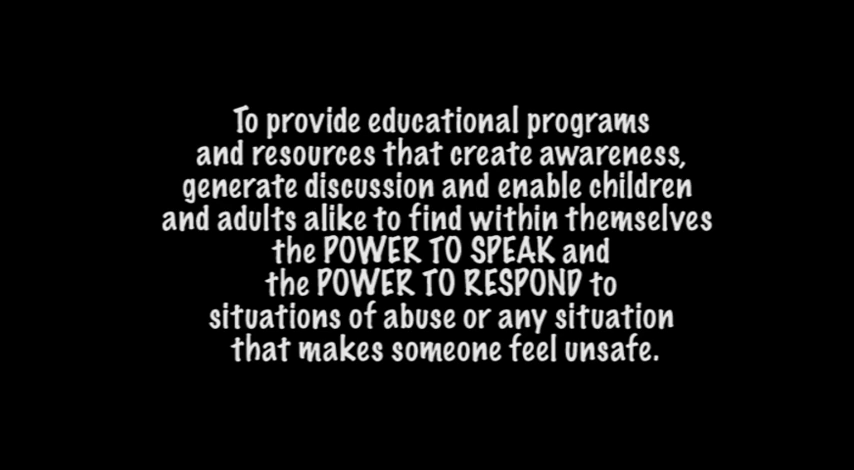 To provide educational programs
and resources that create awareness,
generate discussion and enable children
and adults alike to find within themselves
the POWER TO SPEAK and
the POWER TO RESPOND to
situations of abuse or any situation
that makes someone feel unsafe.